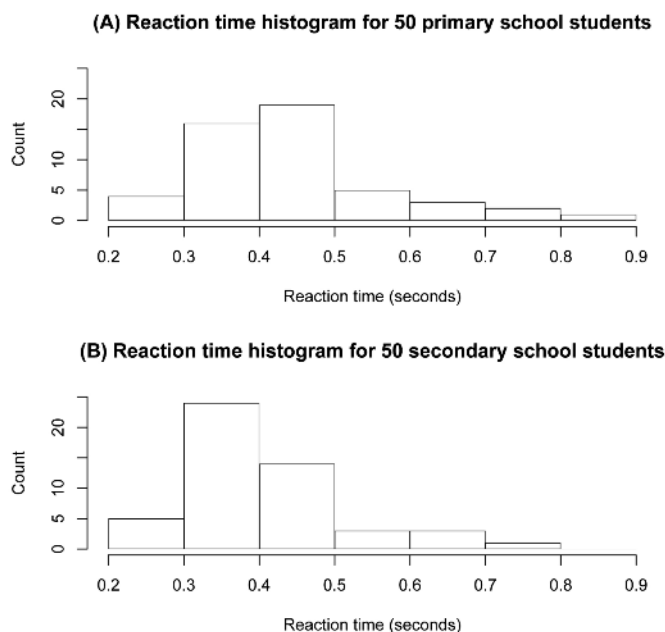 (A) Reaction time histogram for 50 primary school students
Count
20
10
5
0
0.2 0.3 0.4 0.5 0.6 0.7 0.8 0.9
Reaction time (seconds)
(B) Reaction time histogram for 50 secondary school students
Count
20
10
5
0
0.2 0.3 0.4 0.5 0.6 0.7 0.8 0.9
Reaction time (seconds)